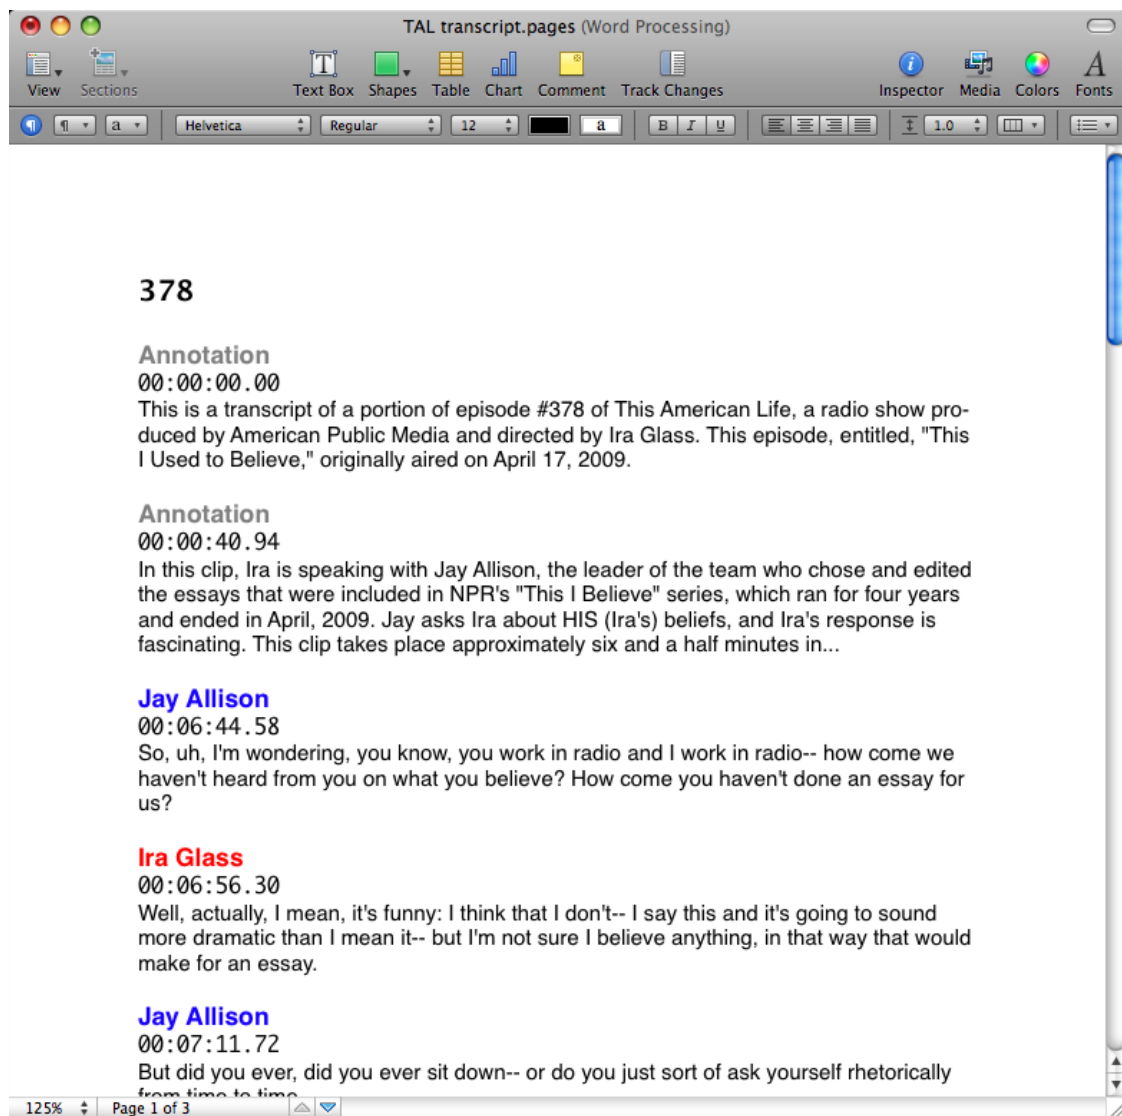 TAL transcript.pages (Word Processing)
View Sections Text Box Shapes Table Chart Comment Track Changes Inspector Media Colors Fonts
¶ a Helvetica Regular 12 a B I U 1.0
378
Annotation
00:00:00.00
This is a transcript of a portion of episode #378 of This American Life, a radio show pro-
duced by American Public Media and directed by Ira Glass. This episode, entitled, "This
I Used to Believe," originally aired on April 17, 2009.
Annotation
00:00:40.94
In this clip, Ira is speaking with Jay Allison, the leader of the team who chose and edited
the essays that were included in NPR's "This I Believe" series, which ran for four years
and ended in April, 2009. Jay asks Ira about HIS (Ira's) beliefs, and Ira's response is
fascinating. This clip takes place approximately six and a half minutes in...
Jay Allison
00:06:44.58
So, uh, I'm wondering, you know, you work in radio and I work in radio-- how come we
haven't heard from you on what you believe? How come you haven't done an essay for
us?
Ira Glass
00:06:56.30
Well, actually, I mean, it's funny: I think that I don't-- I say this and it's going to sound
more dramatic than I mean it-- but I'm not sure I believe anything, in that way that would
make for an essay.
Jay Allison
00:07:11.72
But did you ever, did you ever sit down-- or do you just sort of ask yourself rhetorically
from time to time
125% Page 1 of 3